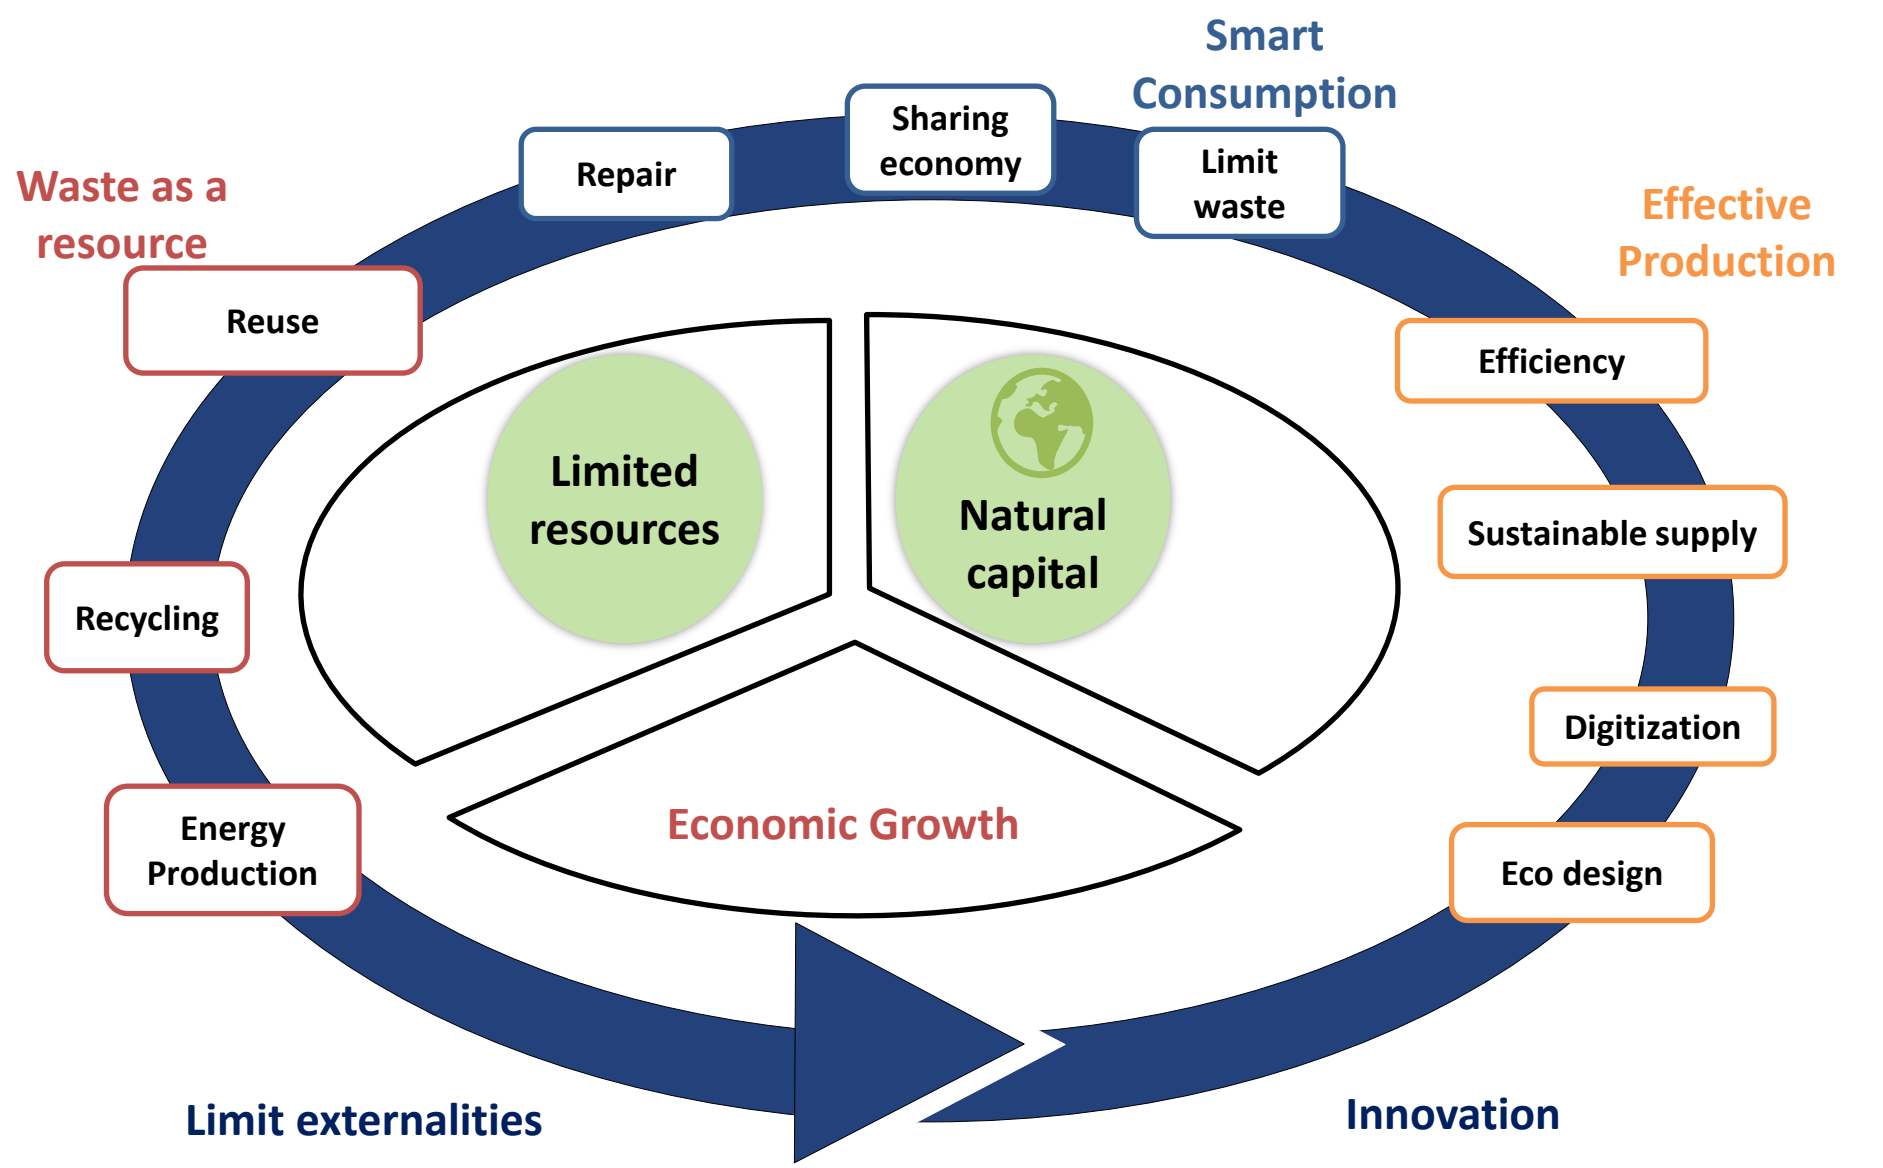 Smart
Consumption
Sharing
economy
Repair
Limit
waste
Waste as a
resource
Effective
Production
Reuse
Efficiency
Limited
resources
Natural
capital
Sustainable supply
Recycling
Digitization
Economic Growth
Energy
Production
Eco design
Limit externalities
Innovation